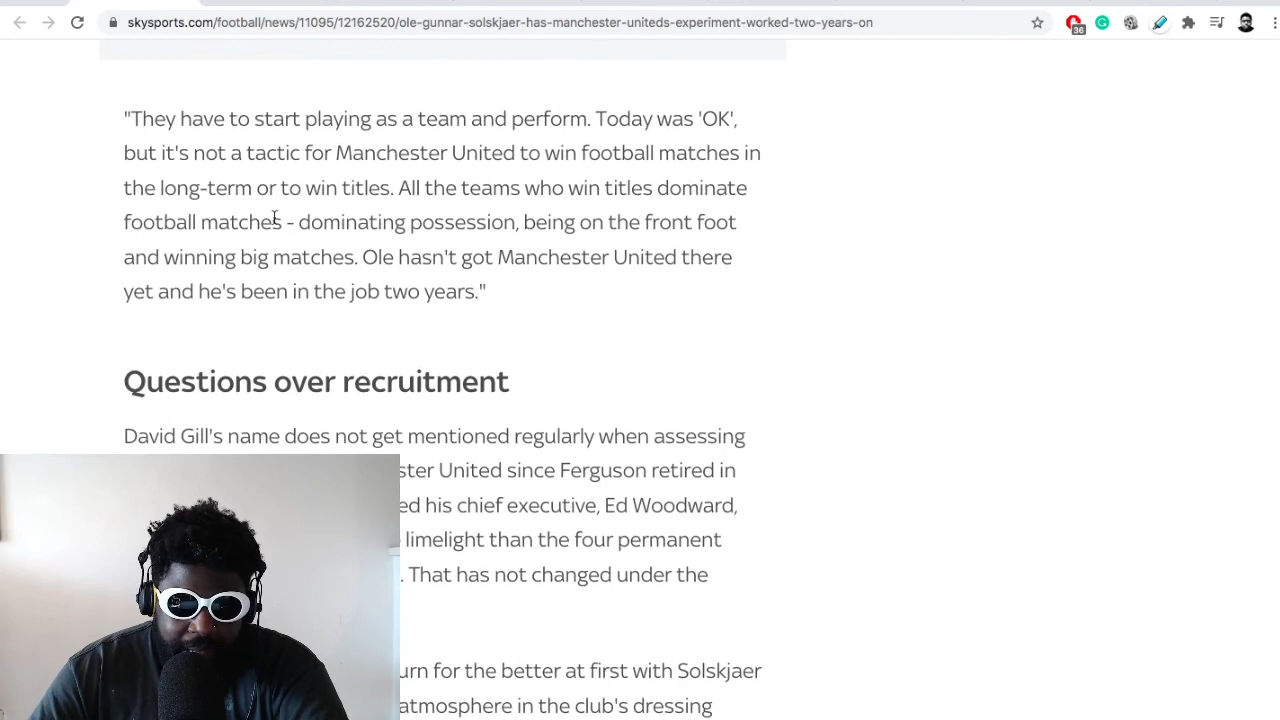 skysports.com/football/news/11095/12162520/ole-gunnar-solskjaer-has-manchester-uniteds-experiment-worked-two-years-on
36
"They have to start playing as a team and perform. Today was 'OK',
but it's not a tactic for Manchester United to win football matches in
the long-term or to win titles. All the teams who win titles dominate
football matches - dominating possession, being on the front foot
and winning big matches. Ole hasn't got Manchester United there
yet and he's been in the job two years."
Questions over recruitment
David Gill's name does not get mentioned regularly when assessing
ster United since Ferguson retired in
ed his chief executive, Ed Woodward,
limelight than the four permanent
. That has not changed under the
urn for the better at first with Solskjaer
atmosphere in the club's dressing